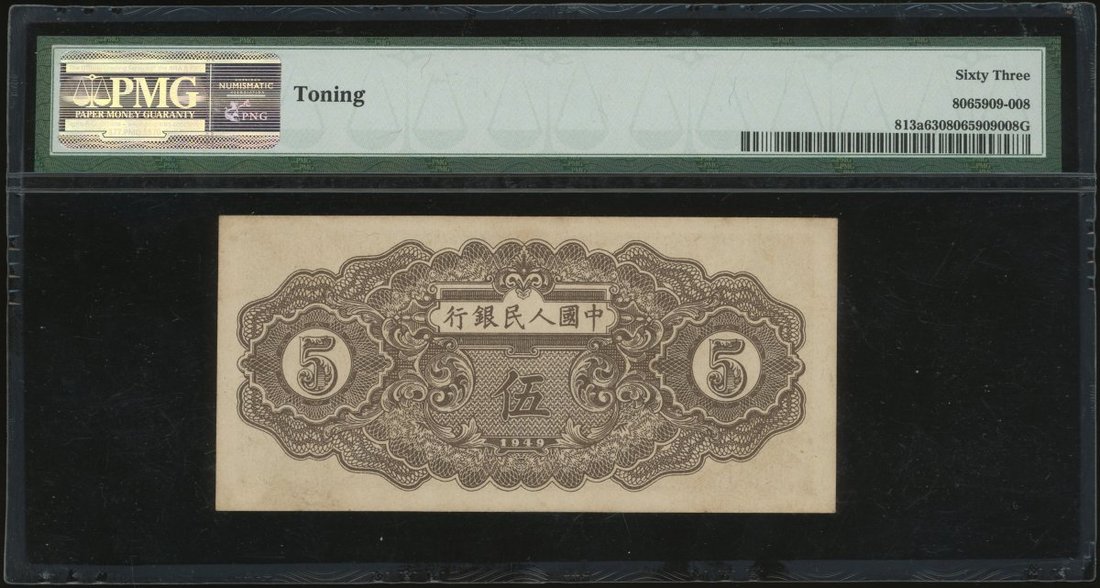 PMG
PAPER MONEY GUARANTY
NUMISMATIC
PNG
Toning
Sixty Three
8065909-008
813a6308065909008G
行銀民人國中
5
伍
5
1949